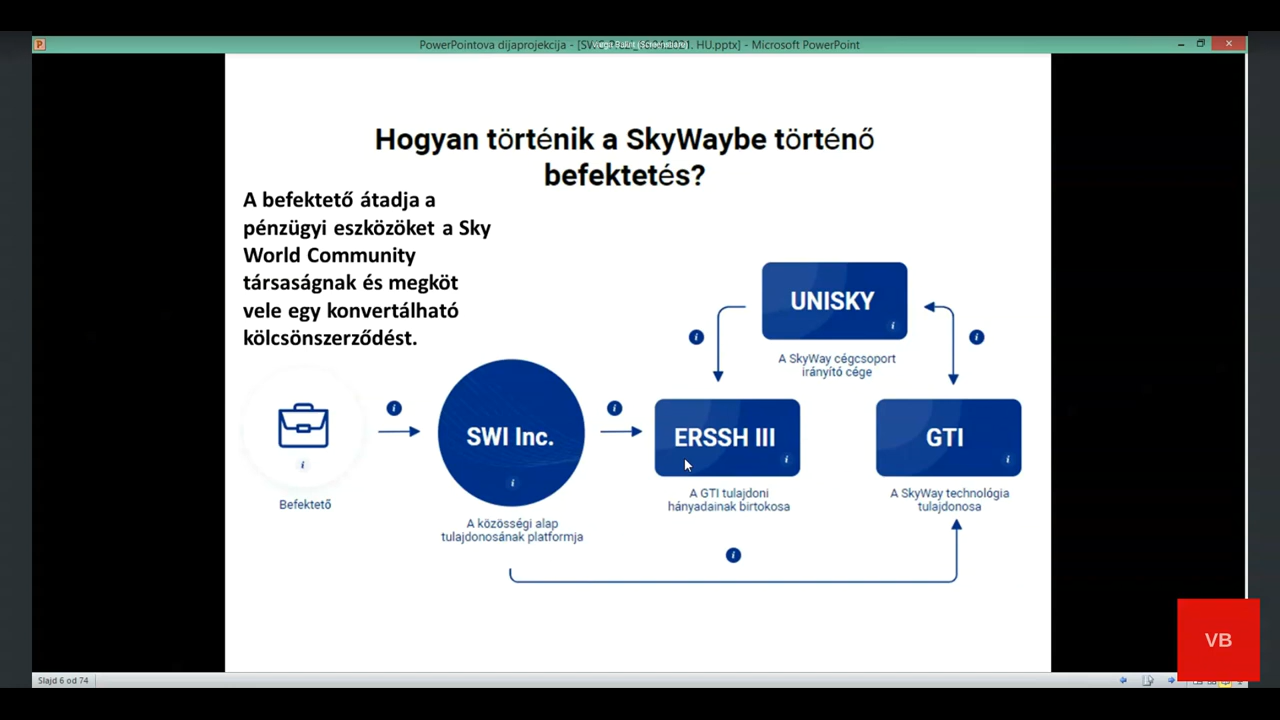 PowerPointova dijaprojekcija - [SW
HU.pptx] - Microsoft PowerPoint
Hogyan történik a SkyWaybe történő
befektetés?
A befektető átadja a
pénzügyi eszközöket a Sky
World Community
társaságnak és megköt
vele egy konvertálható
kölcsönszerződést.
UNISKY
A SkyWay cégcsoport
irányító cége
Befektető
SWI Inc.
A közösségi alap
tulajdonosának platformja
ERSSH III
A GTI tulajdoni
hányadainak birtokosa
GTI
A SkyWay technológia
tulajdonosa
VB
Slajd 6 od 74